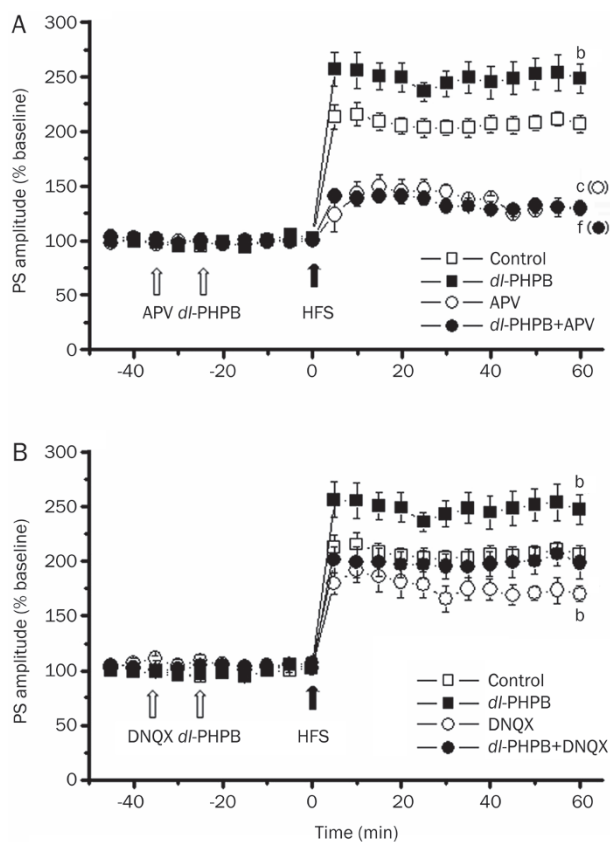 A
PS amplitude (% baseline)
300
250
200
150
100
50
0
b
c (○)
f (●)
APV dl-PHPB
HFS
Control
dl-PHPB
APV
dl-PHPB+APV
-40 -20 0 20 40 60
B
PS amplitude (% baseline)
300
250
200
150
100
50
0
b
b
DNQX dl-PHPB
HFS
Control
dl-PHPB
DNQX
dl-PHPB+DNQX
-40 -20 0 20 40 60
Time (min)